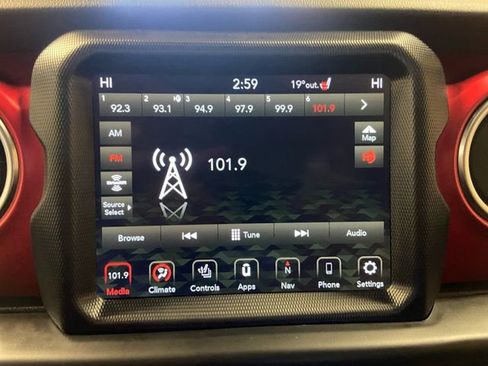 HI 2:59 19°out. HI
1 2 3 4 5 6
92.3 93.1 94.9 97.9 99.9 101.9
AM
FM
SiriusXM
Source Select
101.9
Map
Browse Tune Audio
101.9 N
Media Climate Controls Apps Nav Phone Settings